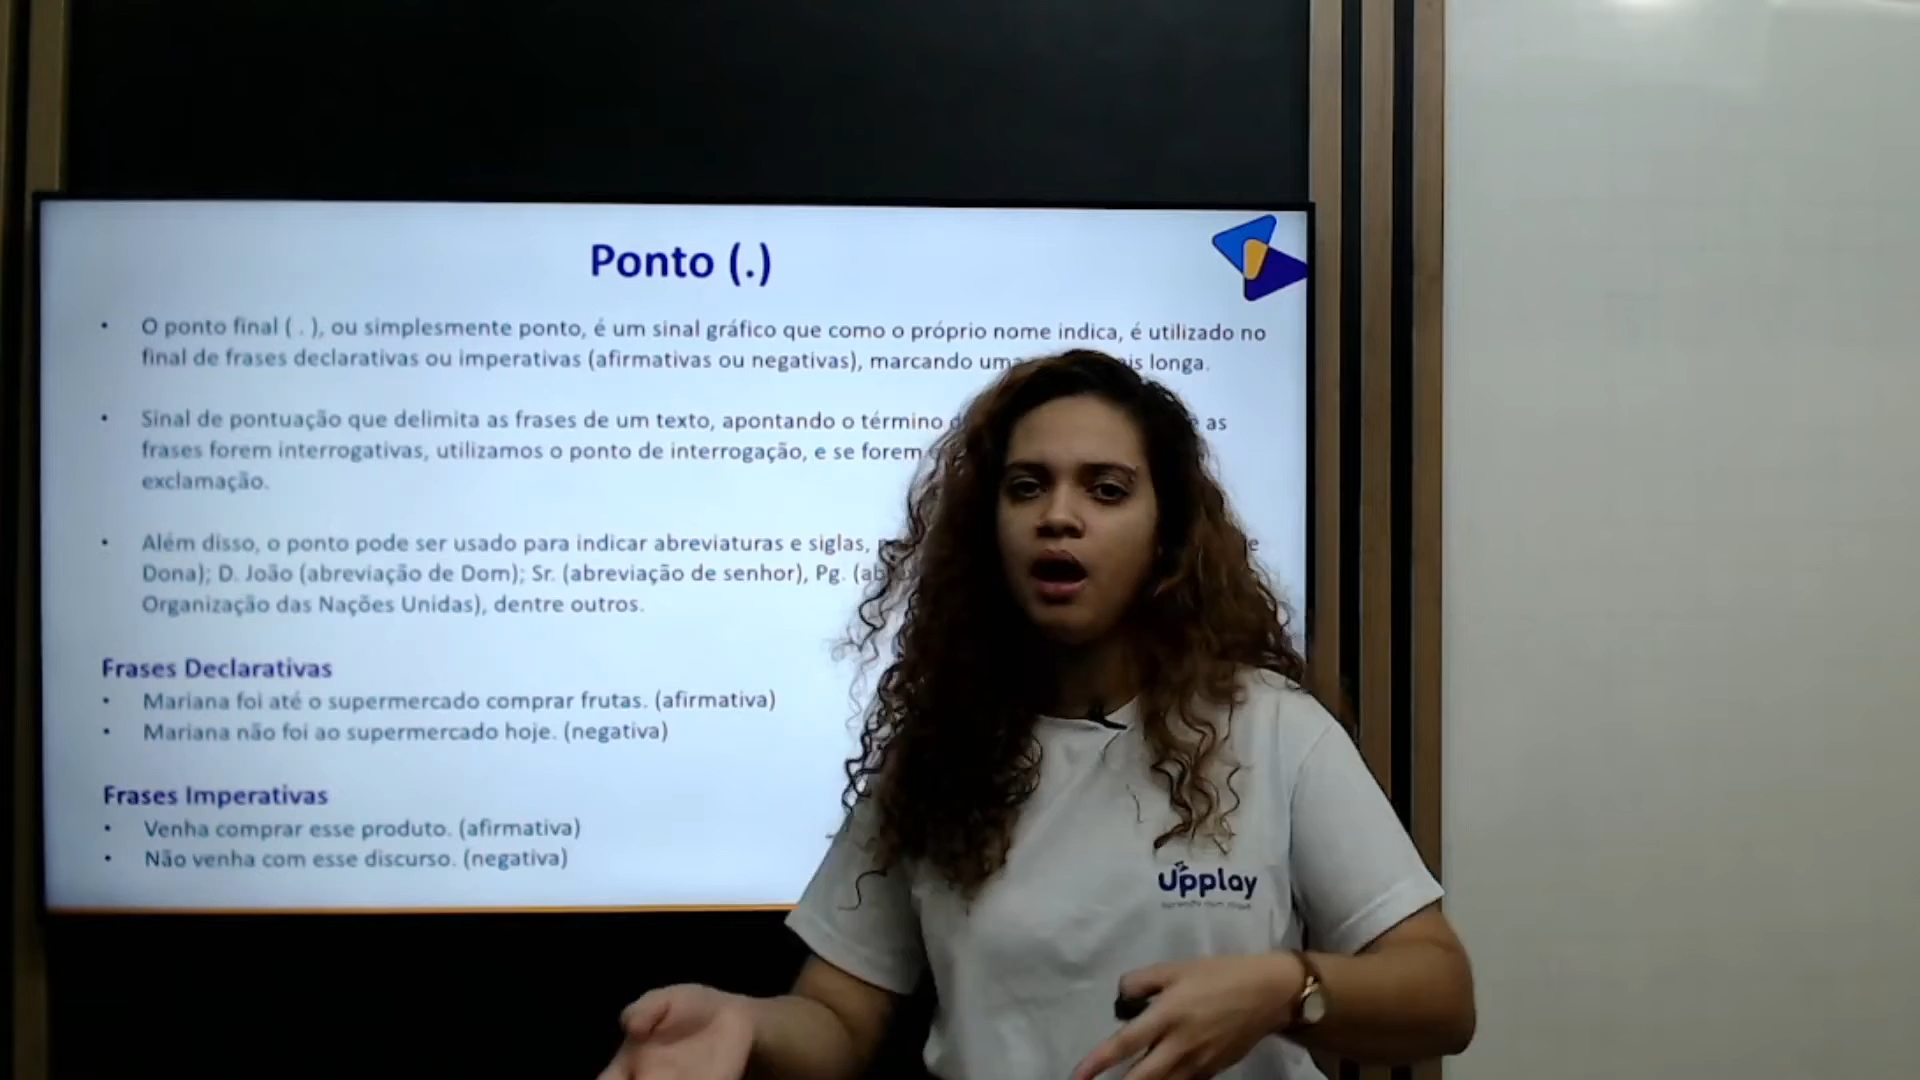 Ponto (.)
• O ponto final ( . ), ou simplesmente ponto, é um sinal gráfico que como o próprio nome indica, é utilizado no
final de frases declarativas ou imperativas (afirmativas ou negativas), marcando longa.
• Sinal de pontuação que delimita as frases de um texto, apontando o término as
frases forem interrogativas, utilizamos o ponto de interrogação, e se forem
exclamação.
• Além disso, o ponto pode ser usado para indicar abreviaturas e siglas,
Dona); D. João (abreviação de Dom); Sr. (abreviação de senhor), Pg.
Organização das Nações Unidas), dentre outros.
Frases Declarativas
• Mariana foi até o supermercado comprar frutas. (afirmativa)
• Mariana não foi ao supermercado hoje. (negativa)
Frases Imperativas
• Venha comprar esse produto. (afirmativa)
• Não venha com esse discurso. (negativa)
Upplay